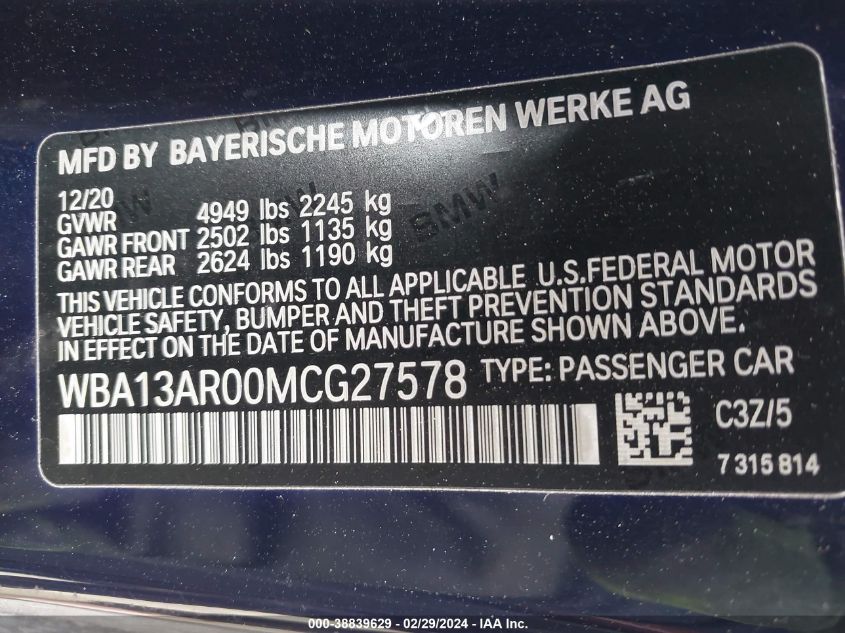 MFD BY BAYERISCHE MOTOREN WERKE AG
12/20
GVWR 4949 lbs 2245 kg
GAWR FRONT 2502 lbs 1135 kg
GAWR REAR 2624 lbs 1190 kg
THIS VEHICLE CONFORMS TO ALL APPLICABLE U.S.FEDERAL MOTOR
VEHICLE SAFETY, BUMPER AND THEFT PREVENTION STANDARDS
IN EFFECT ON THE DATE OF MANUFACTURE SHOWN ABOVE.
WBA13AR00MCG27578 TYPE: PASSENGER CAR
C3Z/5
7 315 814
BMW
000-38839629 - 02/29/2024 - IAA Inc.